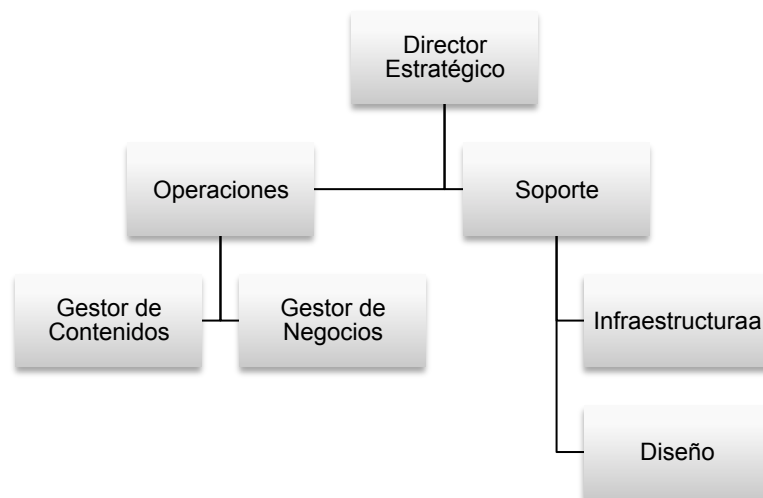 Director
Estratégico
Operaciones
Soporte
Gestor de
Contenidos
Gestor de
Negocios
Infraestructuraa
Diseño